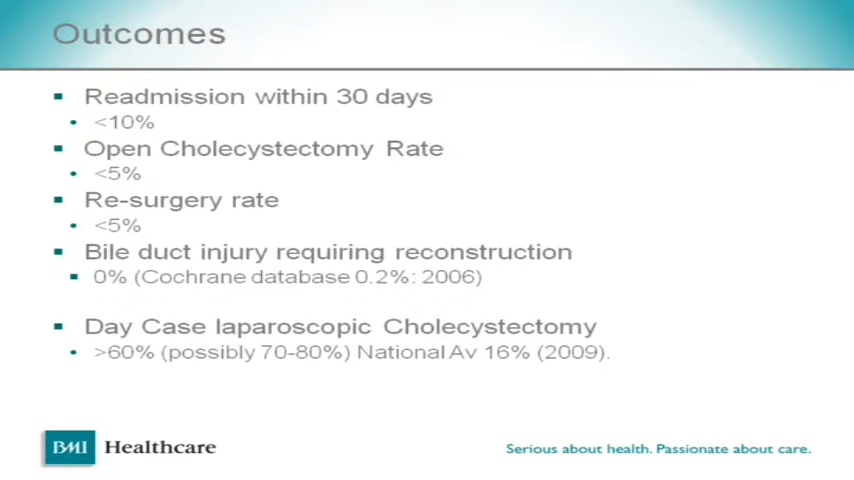 Outcomes
Readmission within 30 days
<10%
Open Cholecystectomy Rate
<5%
Re-surgery rate
<5%
Bile duct injury requiring reconstruction
0% (Cochrane database 0.2%: 2006)
Day Case laparoscopic Cholecystectomy
>60% (possibly 70-80%) National Av 16% (2009).
BMI Healthcare
Serious about health. Passionate about care.